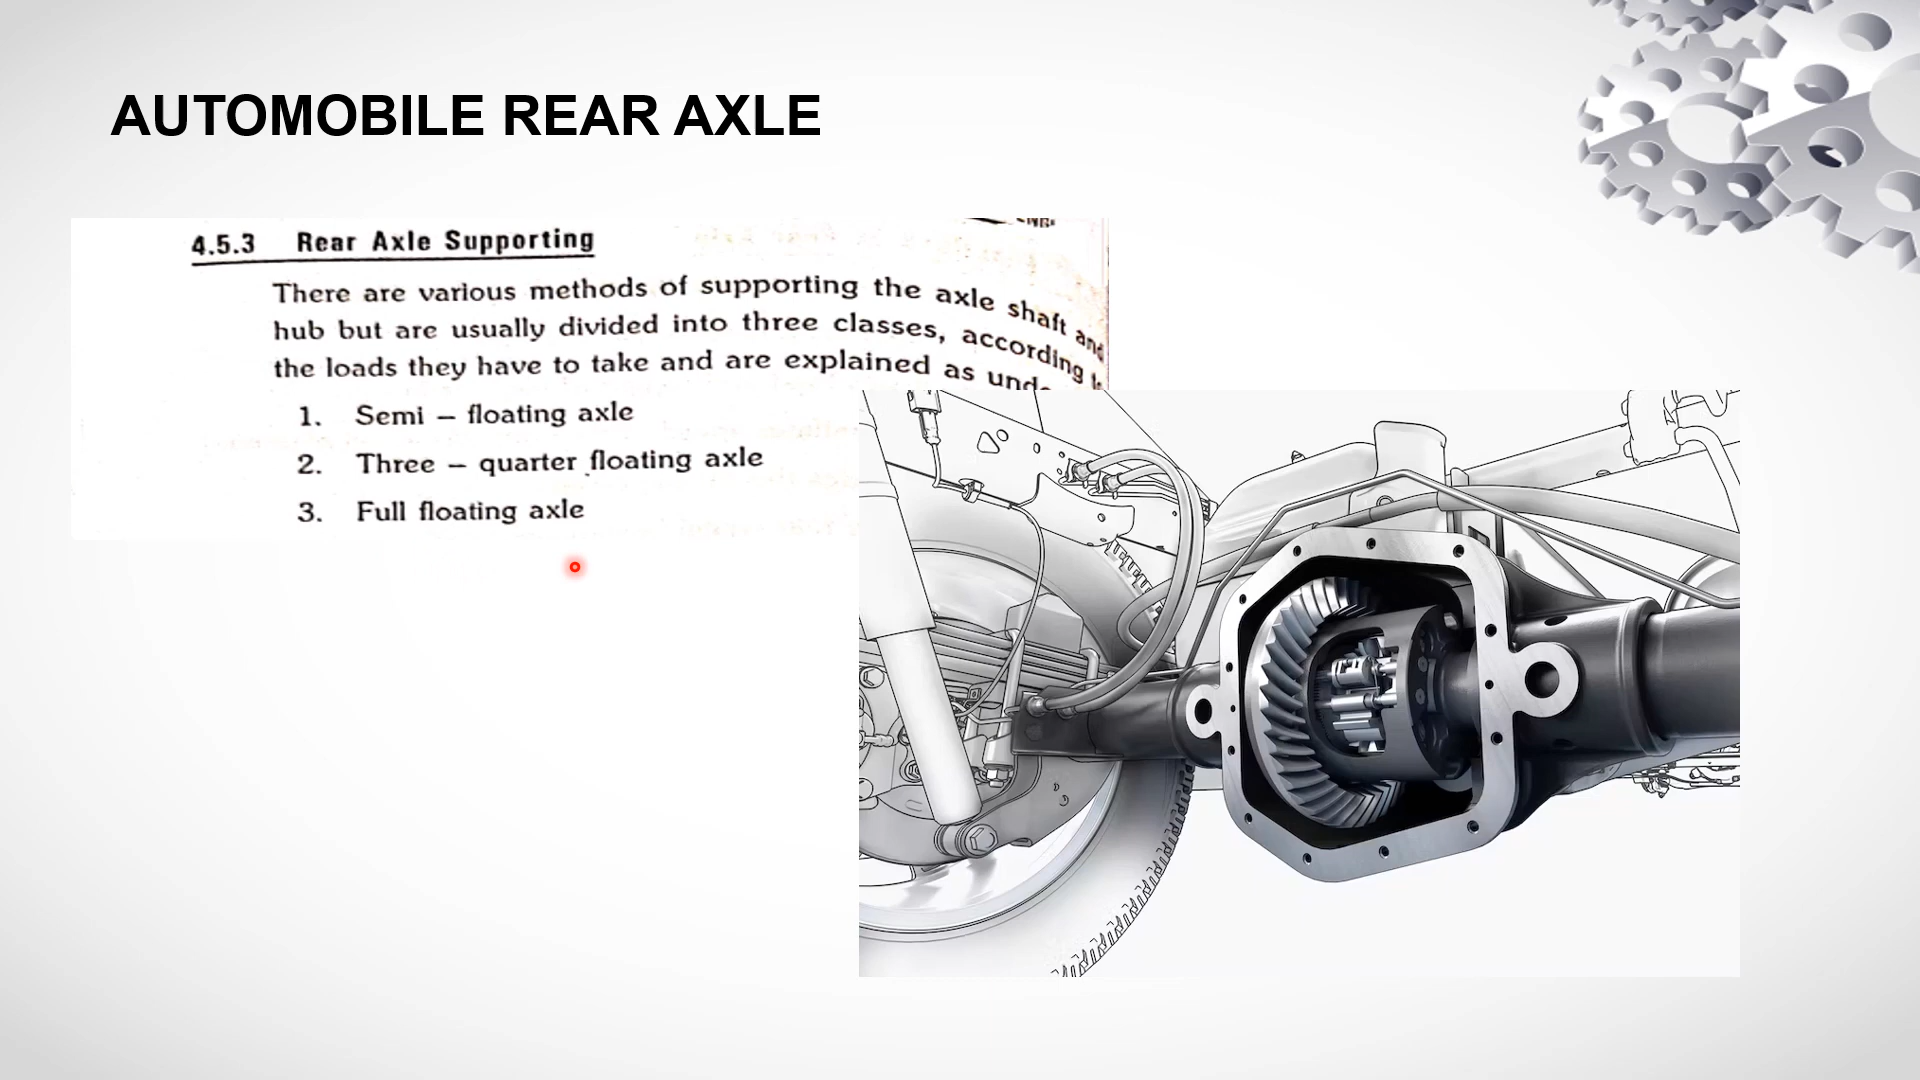 AUTOMOBILE REAR AXLE
4.5.3 Rear Axle Supporting
There are various methods of supporting the axle shaft and
hub but are usually divided into three classes, according to
the loads they have to take and are explained as
1. Semi – floating axle
2. Three – quarter floating axle
3. Full floating axle